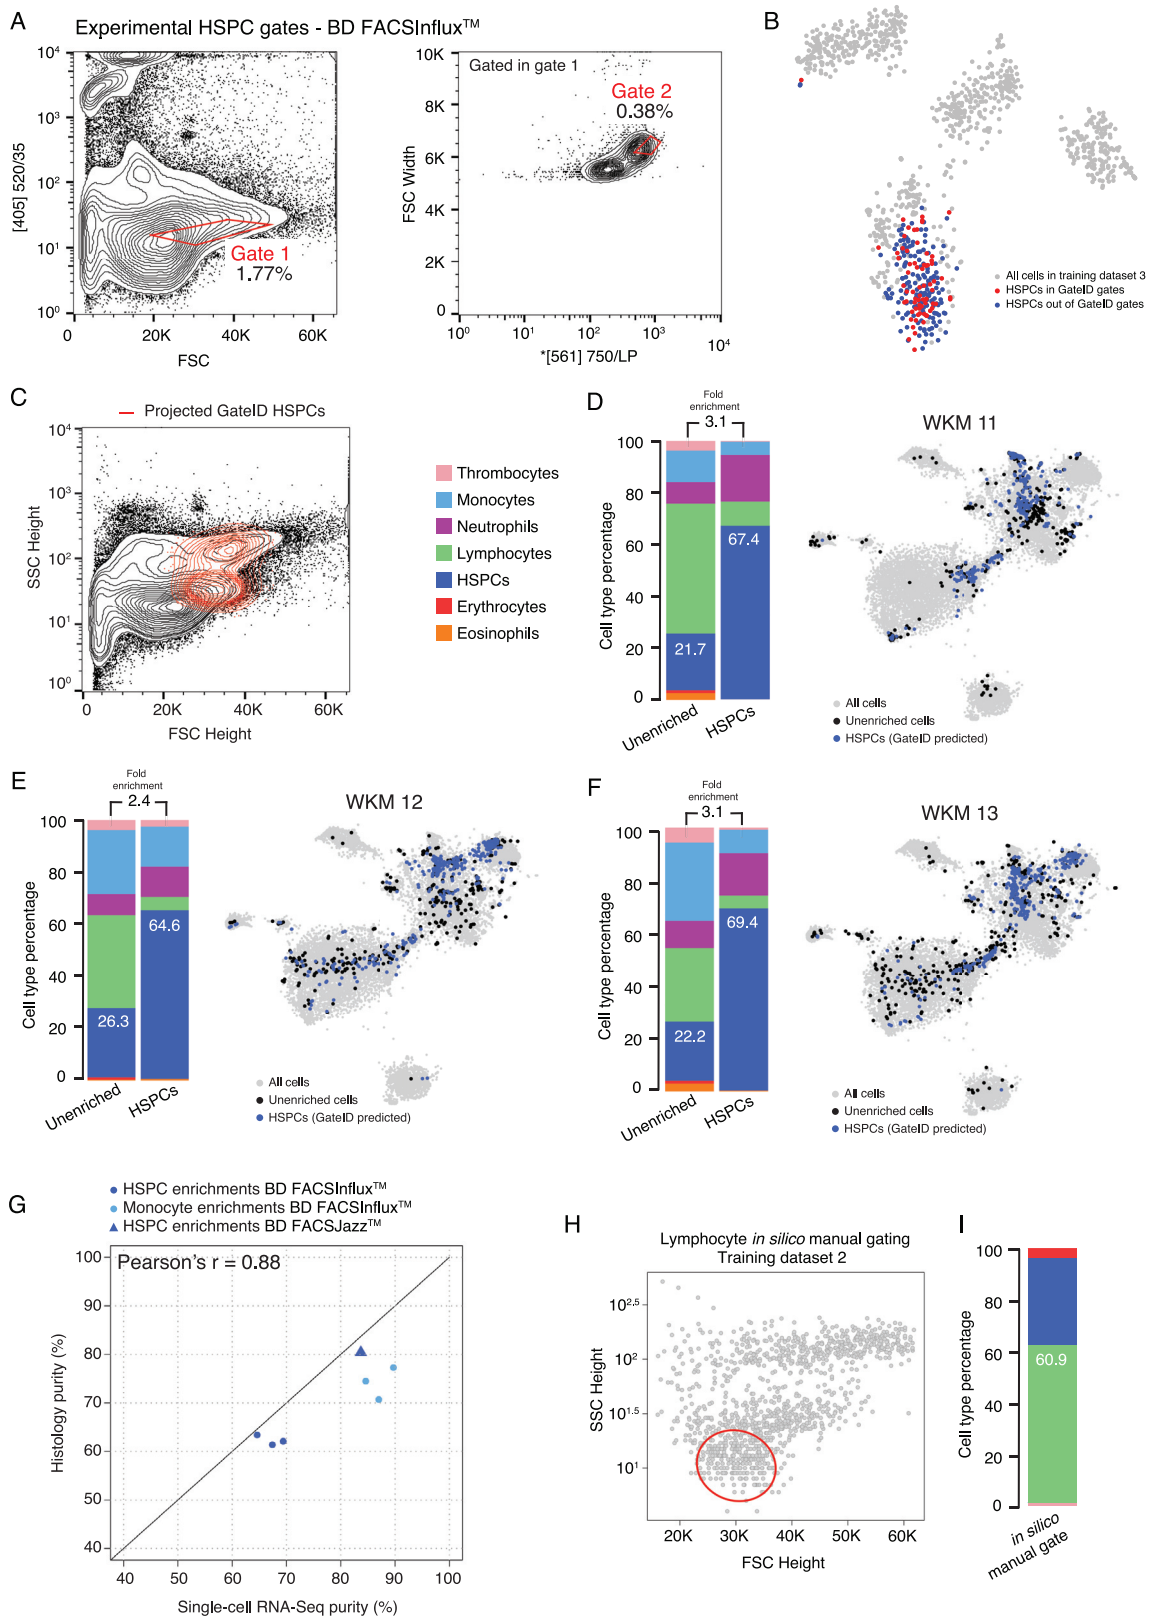 A
Experimental HSPC gates - BD FACSInflux™
[405] 520/35
10⁴
10³
10²
10¹
10⁰
Gate 1
1.77%
0
20K
40K
60K
FSC
Gated in gate 1
Gate 2
0.38%
FSC Width
10K
8K
6K
4K
2K
0
10⁰
10¹
10²
10³
10⁴
*[561] 750/LP
B
All cells in training dataset 3
HSPCs in GateID gates
HSPCs out of GateID gates
C
Projected GateID HSPCs
SSC Height
10⁴
10³
10²
10¹
10⁰
0
20K
40K
60K
FSC Height
Thrombocytes
Monocytes
Neutrophils
Lymphocytes
HSPCs
Erythrocytes
Eosinophils
D
Fold
enrichment
3.1
WKM 11
Cell type percentage
100
80
60
40
20
0
21.7
67.4
Unenriched
HSPCs
All cells
Unenriched cells
HSPCs (GateID predicted)
E
Fold
enrichment
2.4
WKM 12
Cell type percentage
100
80
60
40
20
0
26.3
64.6
Unenriched
HSPCs
All cells
Unenriched cells
HSPCs (GateID predicted)
F
Fold
enrichment
3.1
WKM 13
Cell type percentage
100
80
60
40
20
0
22.2
69.4
Unenriched
HSPCs
All cells
Unenriched cells
HSPCs (GateID predicted)
G
HSPC enrichments BD FACSInflux™
Monocyte enrichments BD FACSInflux™
HSPC enrichments BD FACSJazz™
Pearson's r = 0.88
Histology purity (%)
100
90
80
70
60
50
40
40
50
60
70
80
90
100
Single-cell RNA-Seq purity (%)
H
Lymphocyte in silico manual gating
Training dataset 2
SSC Height
10²·⁵
10²
10¹·⁵
10¹
20K
30K
40K
50K
60K
FSC Height
I
Cell type percentage
100
80
60
40
20
0
60.9
in silico
manual gate